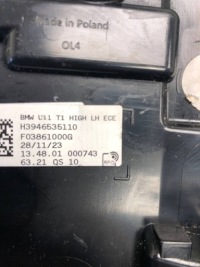 Made in Poland
OL4
BMW U11 T1 HIGH LH ECE
H3946535110
F03861000G
28/11/23
13.48.01 000743
63.21 QS 10